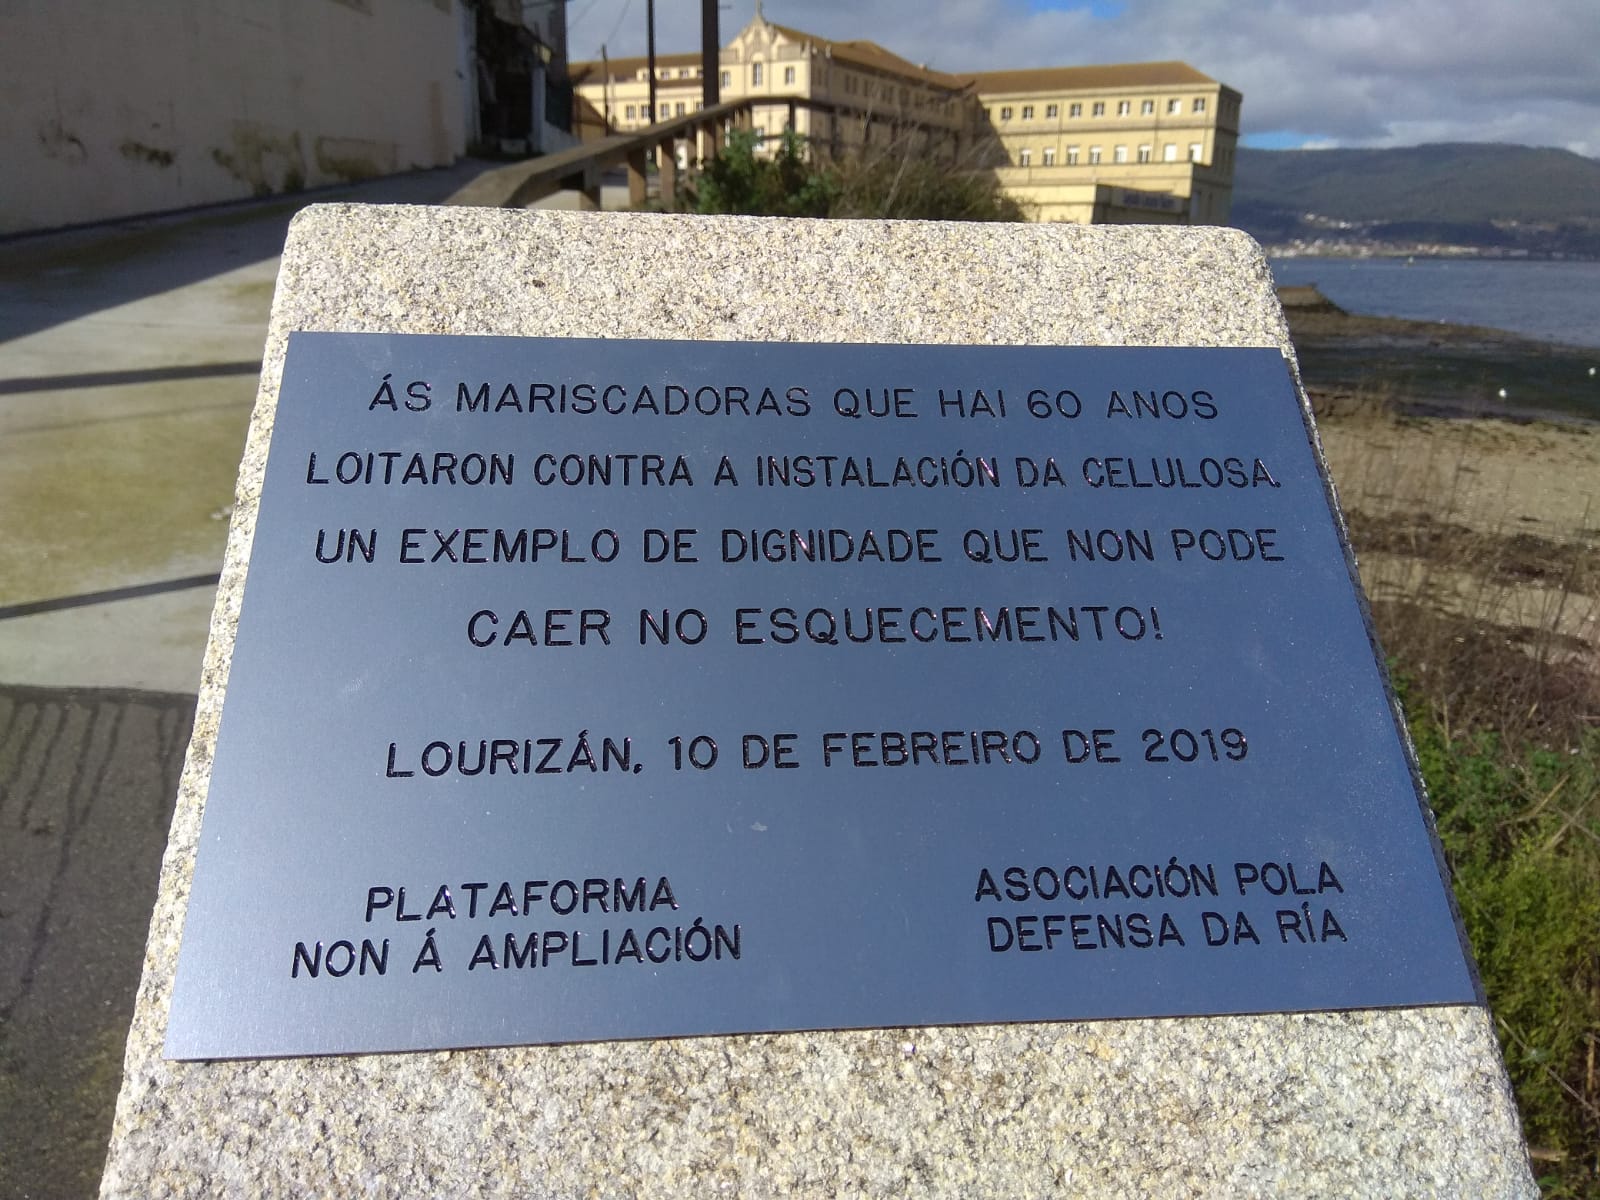 ÁS MARISCADORAS QUE HAI 60 ANOS
LOITARON CONTRA A INSTALACIÓN DA CELULOSA.
UN EXEMPLO DE DIGNIDADE QUE NON PODE
CAER NO ESQUECEMENTO!
LOURIZÁN, 10 DE FEBREIRO DE 2019
PLATAFORMA
NON Á AMPLIACIÓN
ASOCIACIÓN POLA
DEFENSA DA RÍA